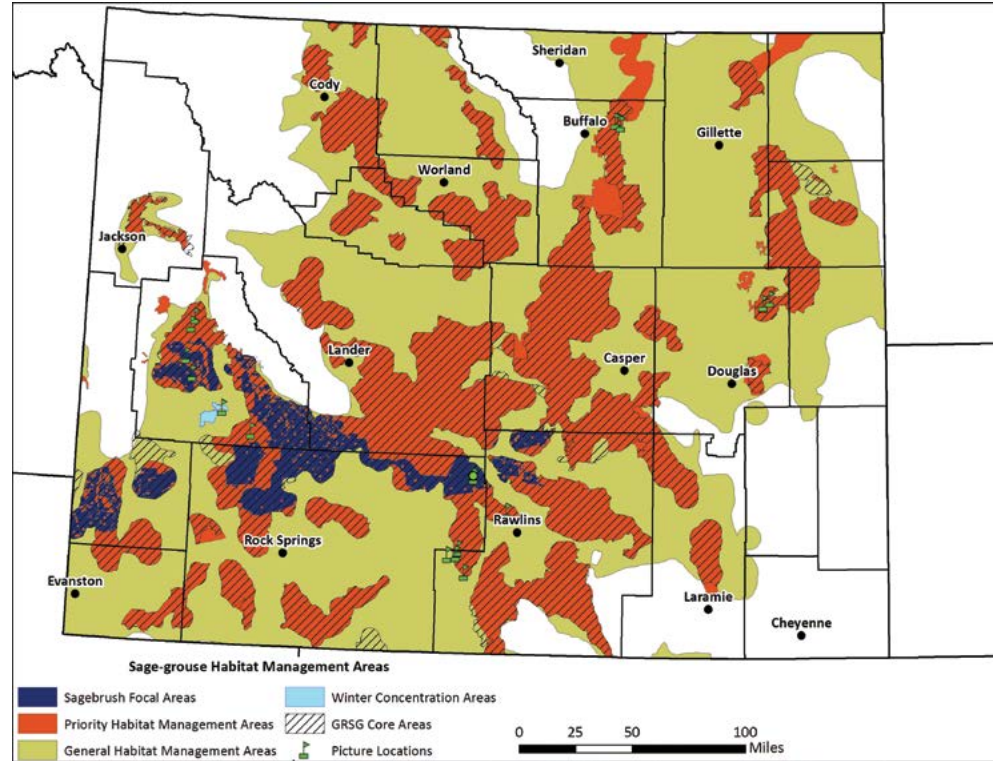 Sheridan
Cody
Buffalo
Gillette
Worland
Jackson
Lander
Casper
Douglas
Rawlins
Rock Springs
Evanston
Laramie
Cheyenne
Sage-grouse Habitat Management Areas
Sagebrush Focal Areas
Winter Concentration Areas
Priority Habitat Management Areas
GRSG Core Areas
General Habitat Management Areas
Picture Locations
0 25 50 100
Miles